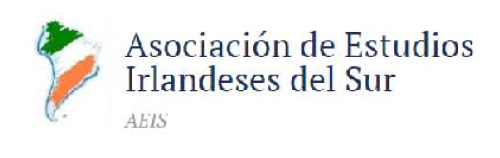 Asociación de Estudios
Irlandeses del Sur
AEIS